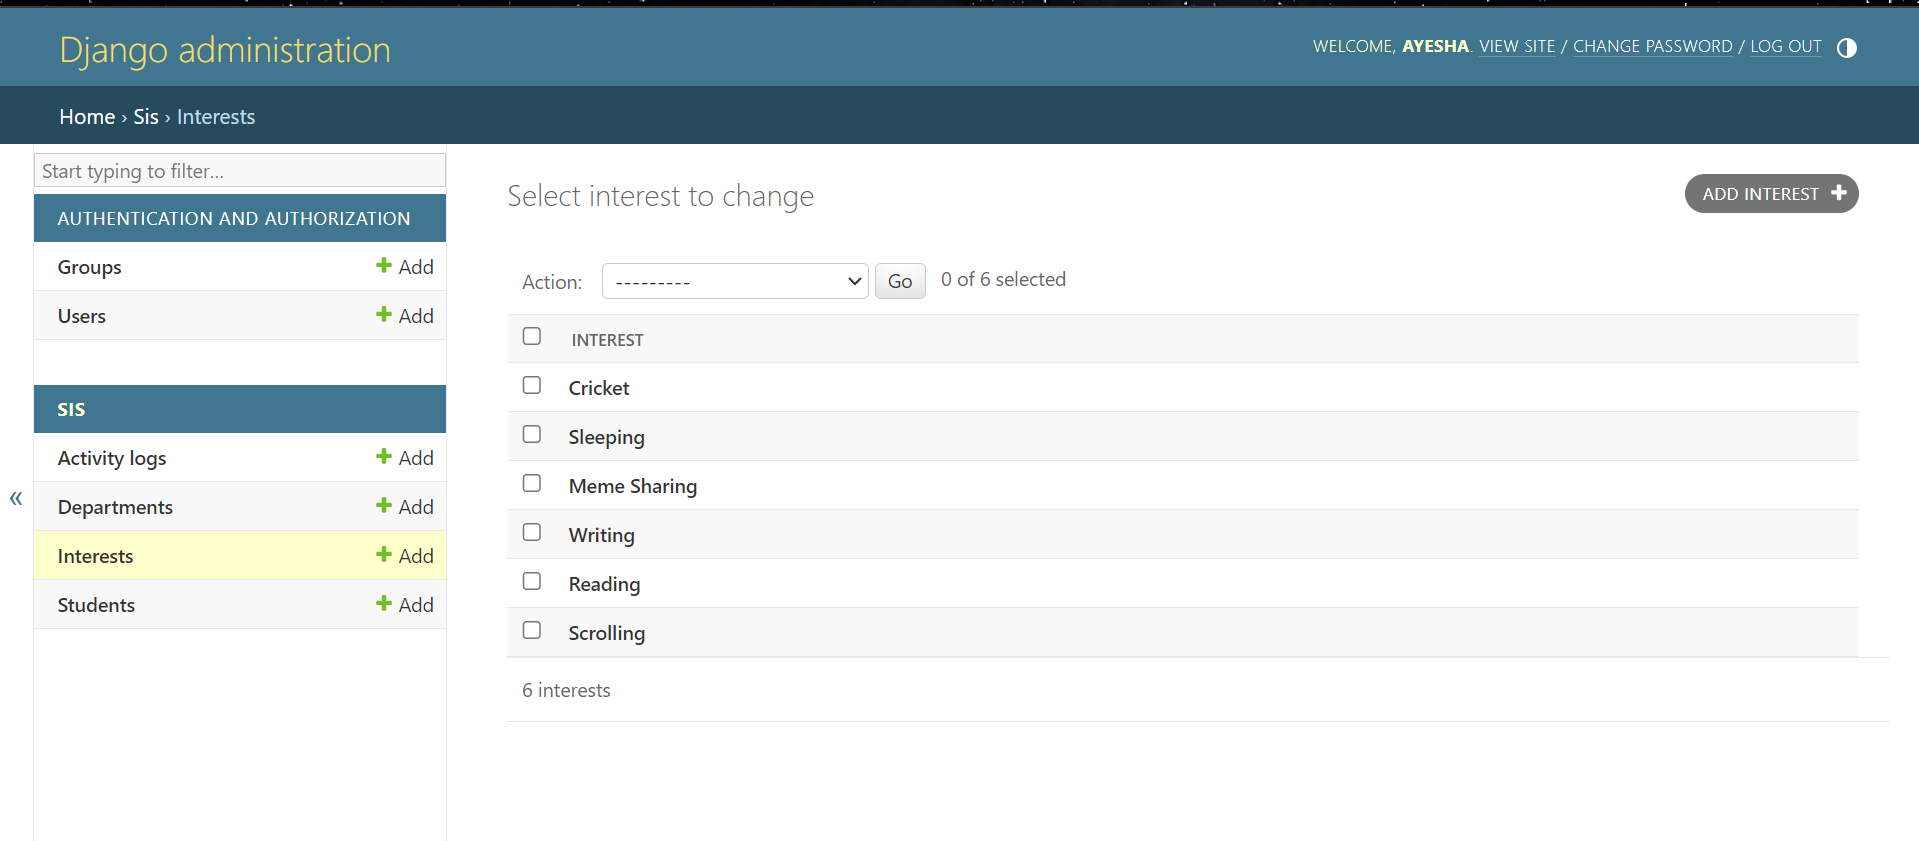 Django administration
WELCOME, AYESHA. VIEW SITE / CHANGE PASSWORD / LOG OUT
Home › Sis › Interests
Start typing to filter...
AUTHENTICATION AND AUTHORIZATION
Groups + Add
Users + Add
SIS
Activity logs + Add
Departments + Add
Interests + Add
Students + Add
«
Select interest to change
ADD INTEREST +
Action: --------- Go 0 of 6 selected
INTEREST
Cricket
Sleeping
Meme Sharing
Writing
Reading
Scrolling
6 interests